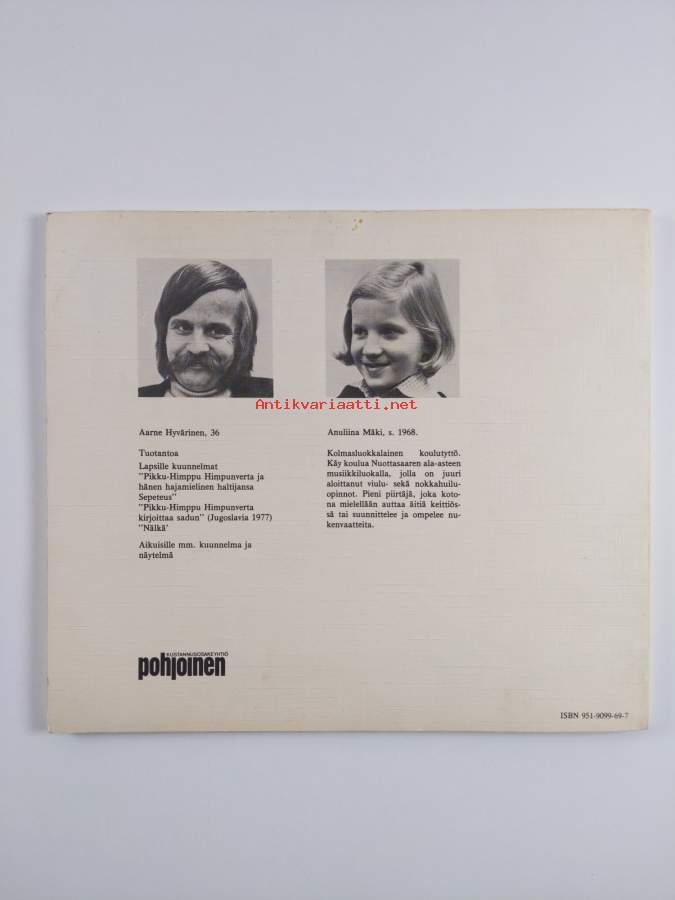 Antikvariaatti.net
Aarne Hyvärinen, 36
Tuotantoa
Lapsille kuunnelmat
"Pikku-Himppu Himpunverta ja
hänen hajamielinen haltijansa
Sepeteus"
"Pikku-Himppu Himpunverta
kirjoittaa sadun" (Jugoslavia 1977)
"Nälkä'
Aikuisille mm. kuunnelma ja
näytelmä
Anuliina Mäki, s. 1968.
Kolmasluokkalainen koulutyttö.
Käy koulua Nuottasaaren ala-asteen
musiikkiluokalla, jolla on juuri
aloittanut viulu- sekä nokkahuilu-
opinnot. Pieni piirtäjä, joka koto-
na mielellään auttaa äitiä keittiös-
sä tai suunnittelee ja ompelee nu-
kenvaatteita.
KUSTANNUSOSAKEYHTIÖ
pohjoinen
ISBN 951-9099-69-7